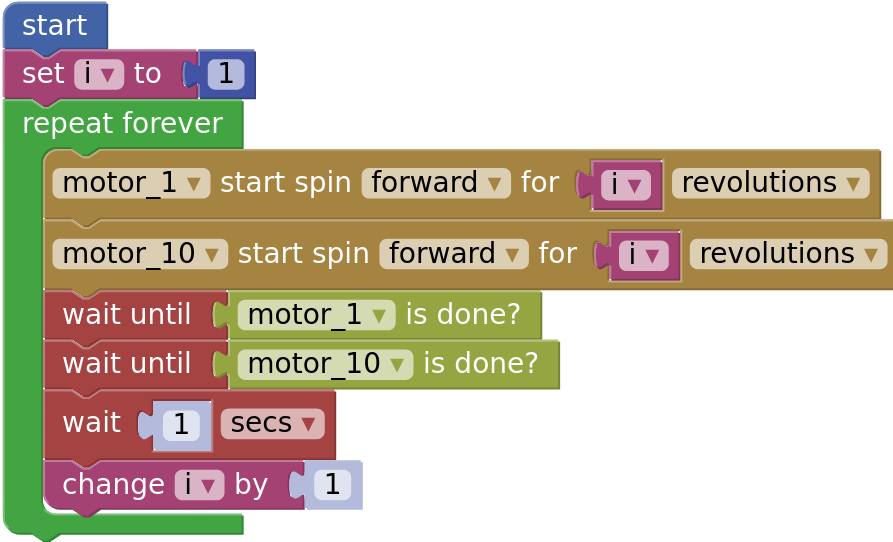 start
set i ▾ to 1
repeat forever
motor_1 ▾ start spin forward ▾ for i ▾ revolutions ▾
motor_10 ▾ start spin forward ▾ for i ▾ revolutions ▾
wait until motor_1 ▾ is done?
wait until motor_10 ▾ is done?
wait 1 secs ▾
change i ▾ by 1